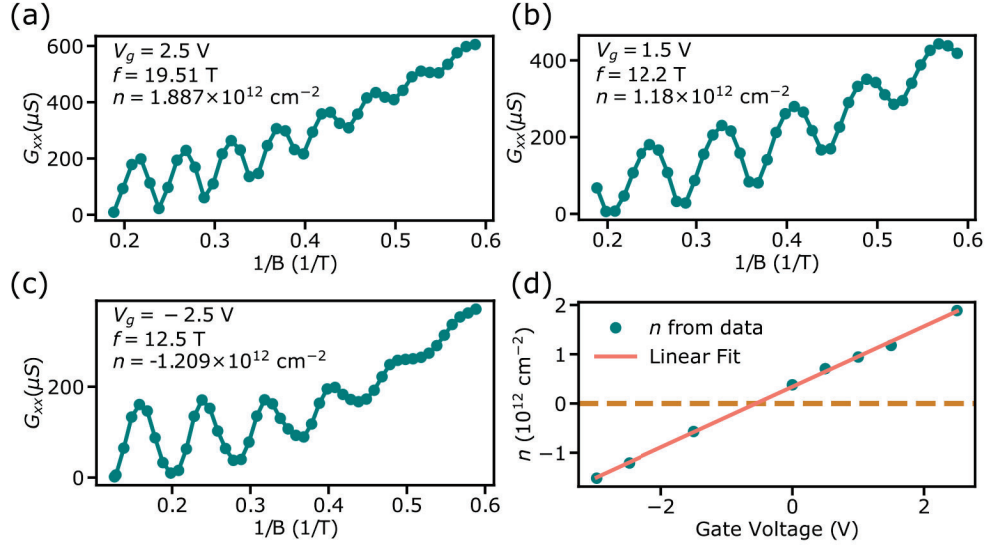 (a)
V_g = 2.5 V
f = 19.51 T
n = 1.887×10^12 cm^−2
600
400
200
0
G_xx(μS)
0.2 0.3 0.4 0.5 0.6
1/B (1/T)
(b)
V_g = 1.5 V
f = 12.2 T
n = 1.18×10^12 cm^−2
400
200
0
G_xx(μS)
0.2 0.3 0.4 0.5 0.6
1/B (1/T)
(c)
V_g = − 2.5 V
f = 12.5 T
n = -1.209×10^12 cm^−2
200
0
G_xx(μS)
0.2 0.3 0.4 0.5 0.6
1/B (1/T)
(d)
n from data
Linear Fit
2
1
0
−1
n (10^12 cm^−2)
−2 0 2
Gate Voltage (V)